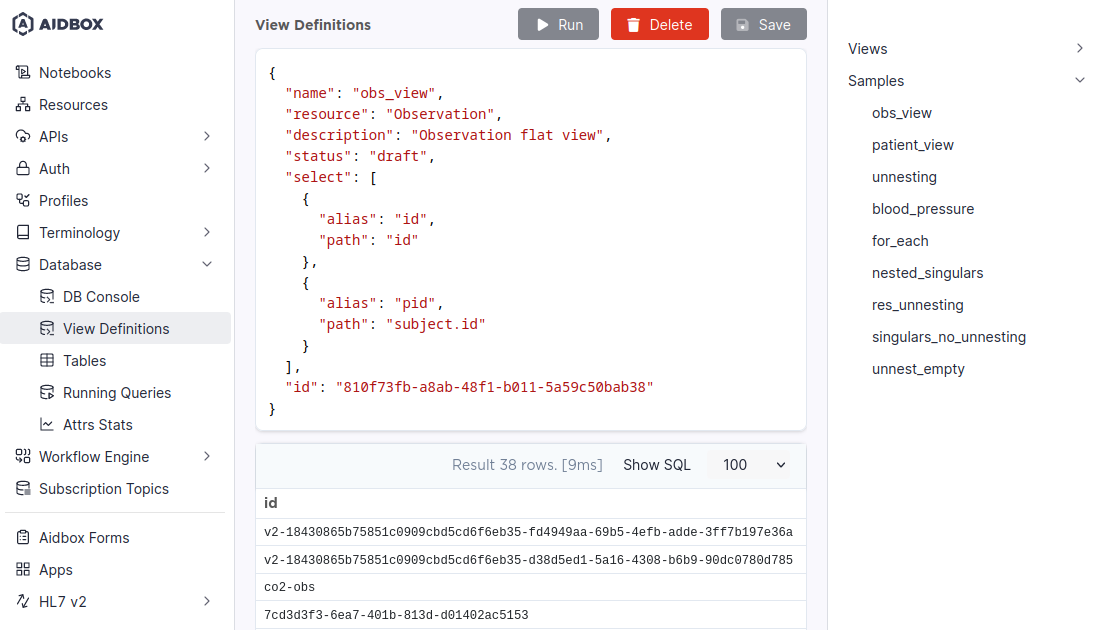 AIDBOX
Notebooks
Resources
APIs
Auth
Profiles
Terminology
Database
DB Console
View Definitions
Tables
Running Queries
Attrs Stats
Workflow Engine
Subscription Topics
Aidbox Forms
Apps
HL7 v2
View Definitions
Run
Delete
Save
{
"name": "obs_view",
"resource": "Observation",
"description": "Observation flat view",
"status": "draft",
"select": [
{
"alias": "id",
"path": "id"
},
{
"alias": "pid",
"path": "subject.id"
}
],
"id": "810f73fb-a8ab-48f1-b011-5a59c50bab38"
}
Result 38 rows. [9ms] Show SQL 100
id
v2-18430865b75851c0909cbd5cd6f6eb35-fd4949aa-69b5-4efb-adde-3ff7b197e36a
v2-18430865b75851c0909cbd5cd6f6eb35-d38d5ed1-5a16-4308-b6b9-90dc0780d785
co2-obs
7cd3d3f3-6ea7-401b-813d-d01402ac5153
Views
Samples
obs_view
patient_view
unnesting
blood_pressure
for_each
nested_singulars
res_unnesting
singulars_no_unnesting
unnest_empty